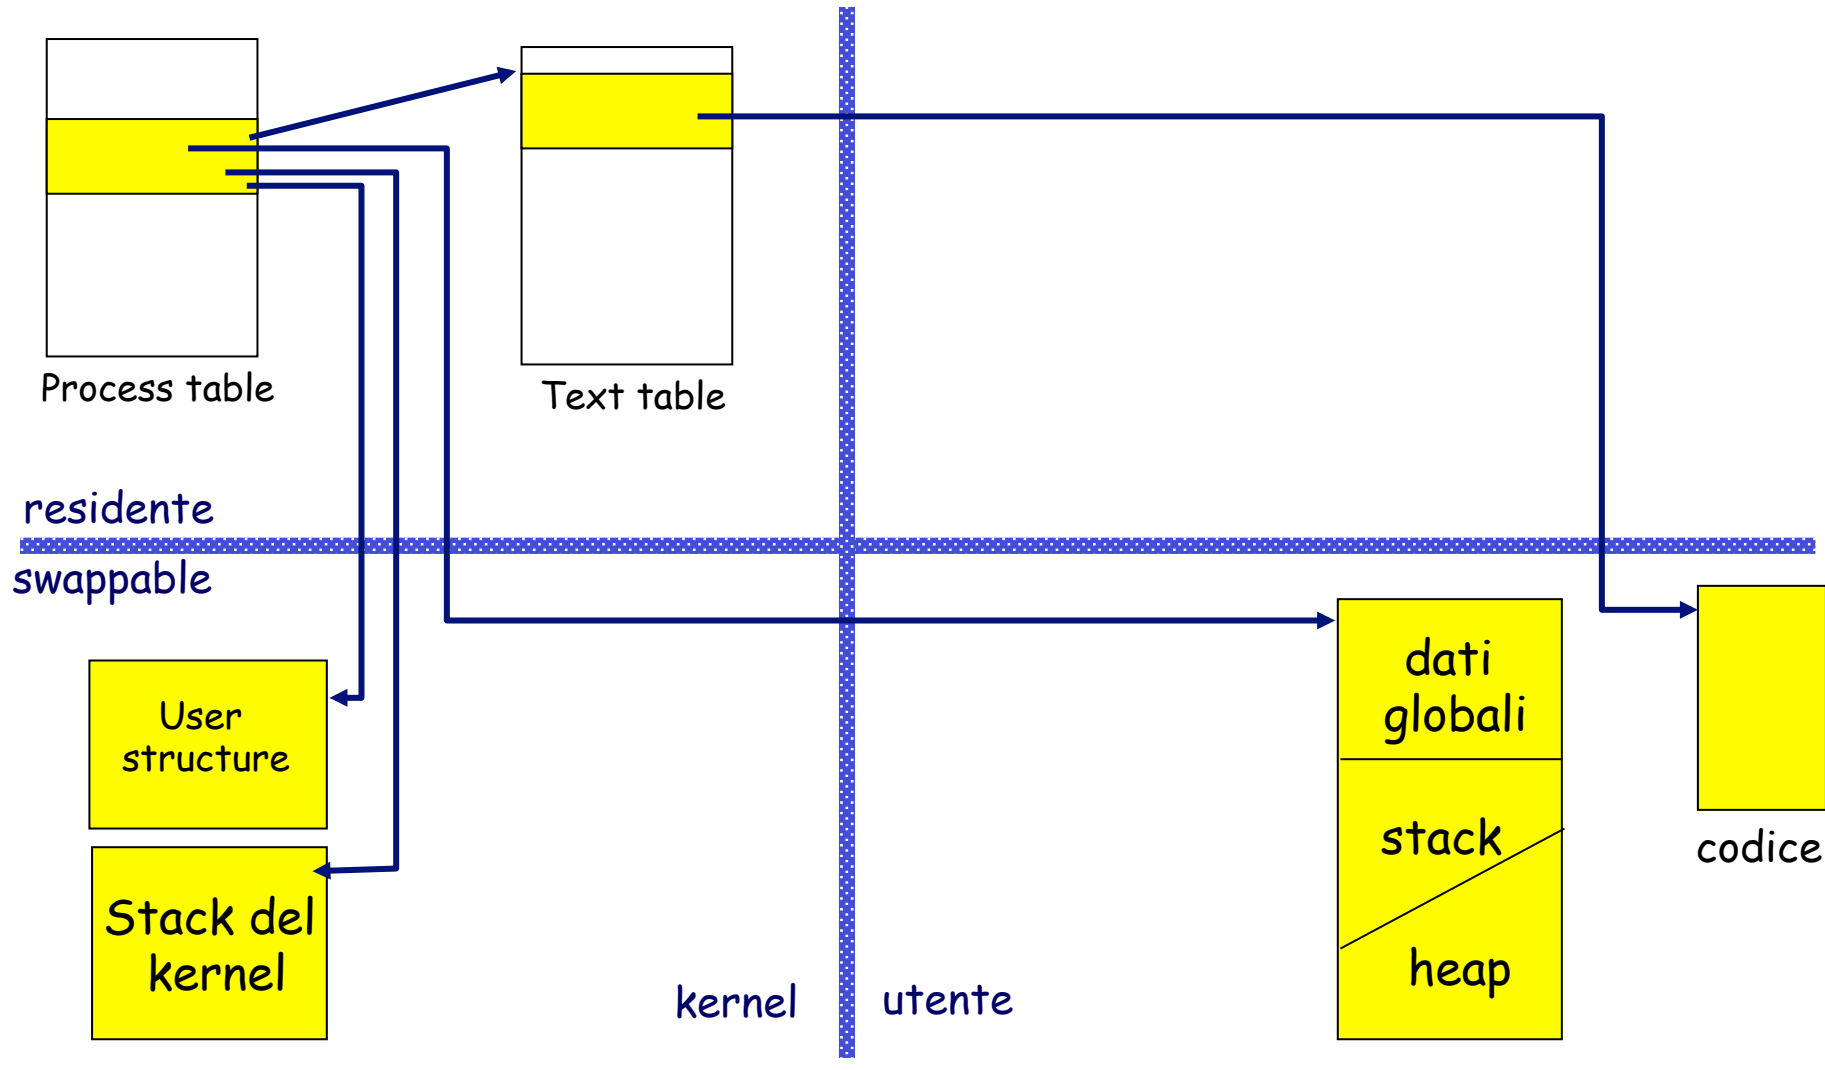 Process table
Text table
residente
swappable
User
structure
Stack del
kernel
kernel
utente
dati
globali
stack
heap
codice